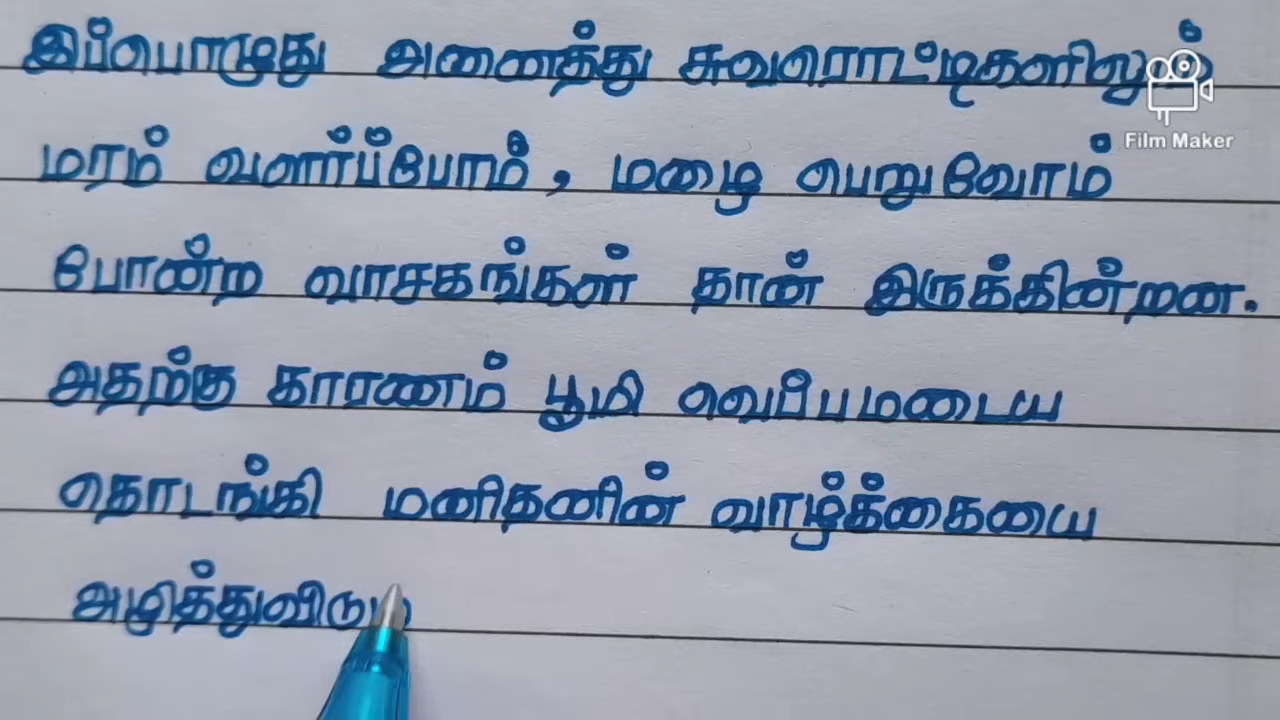 இப்பொழுது அணைத்து சுவரொட்டிகளிலும்
மரம் வளர்ப்போம், மழை பெறுவோம்
போன்ற வாசகங்கள் தான் இருக்கின்றன.
அதற்கு காரணம் பூமி வெப்பமடைய
தொடங்கி மனிதனின் வாழ்க்கையை
அழித்துவிடும்
Film Maker